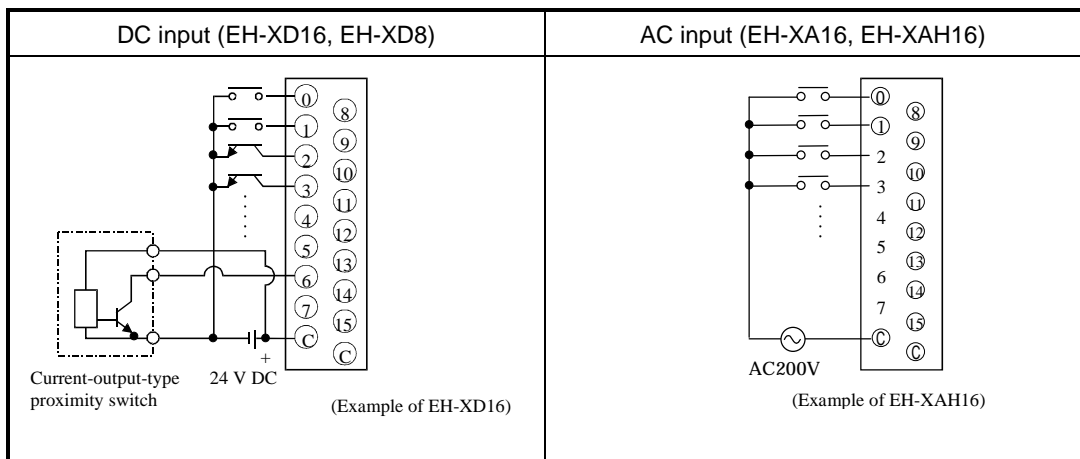 DC input (EH-XD16, EH-XD8)
AC input (EH-XA16, EH-XAH16)
0
8
1
9
2
10
3
11
4
12
5
13
6
14
7
15
C
C
+
24 V DC
Current-output-type
proximity switch
(Example of EH-XD16)
0
8
1
9
2
10
3
11
4
12
5
13
6
14
7
15
C
C
AC200V
(Example of EH-XAH16)